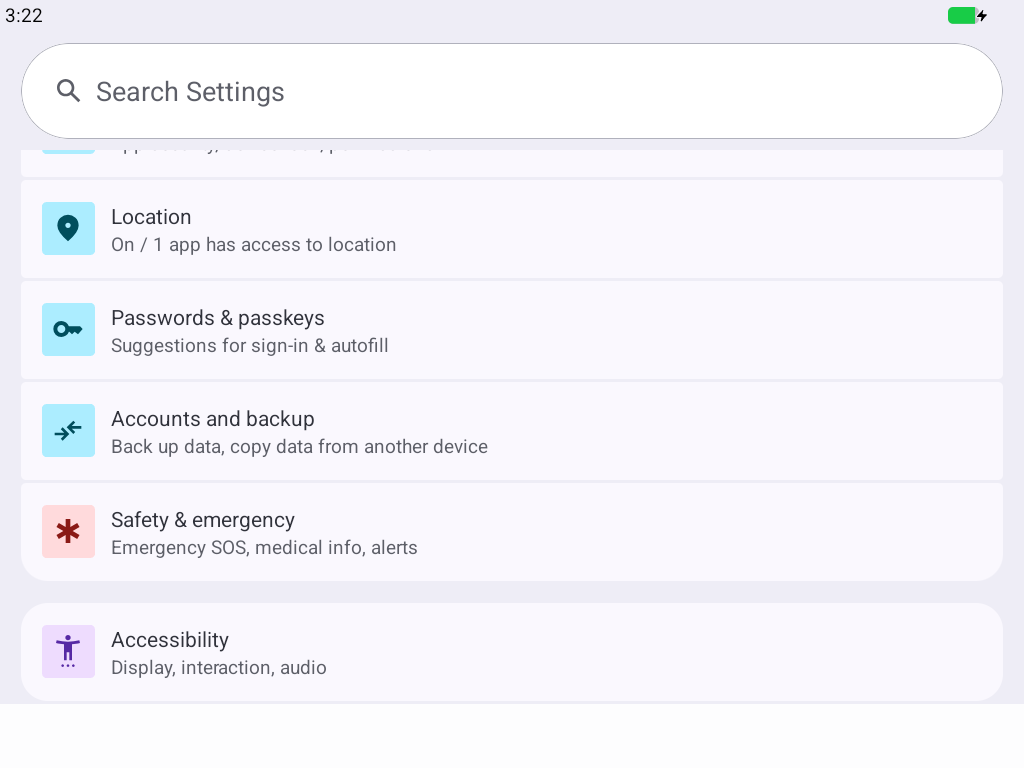 3:22
Search Settings
Location
On / 1 app has access to location
Passwords & passkeys
Suggestions for sign-in & autofill
Accounts and backup
Back up data, copy data from another device
Safety & emergency
Emergency SOS, medical info, alerts
Accessibility
Display, interaction, audio